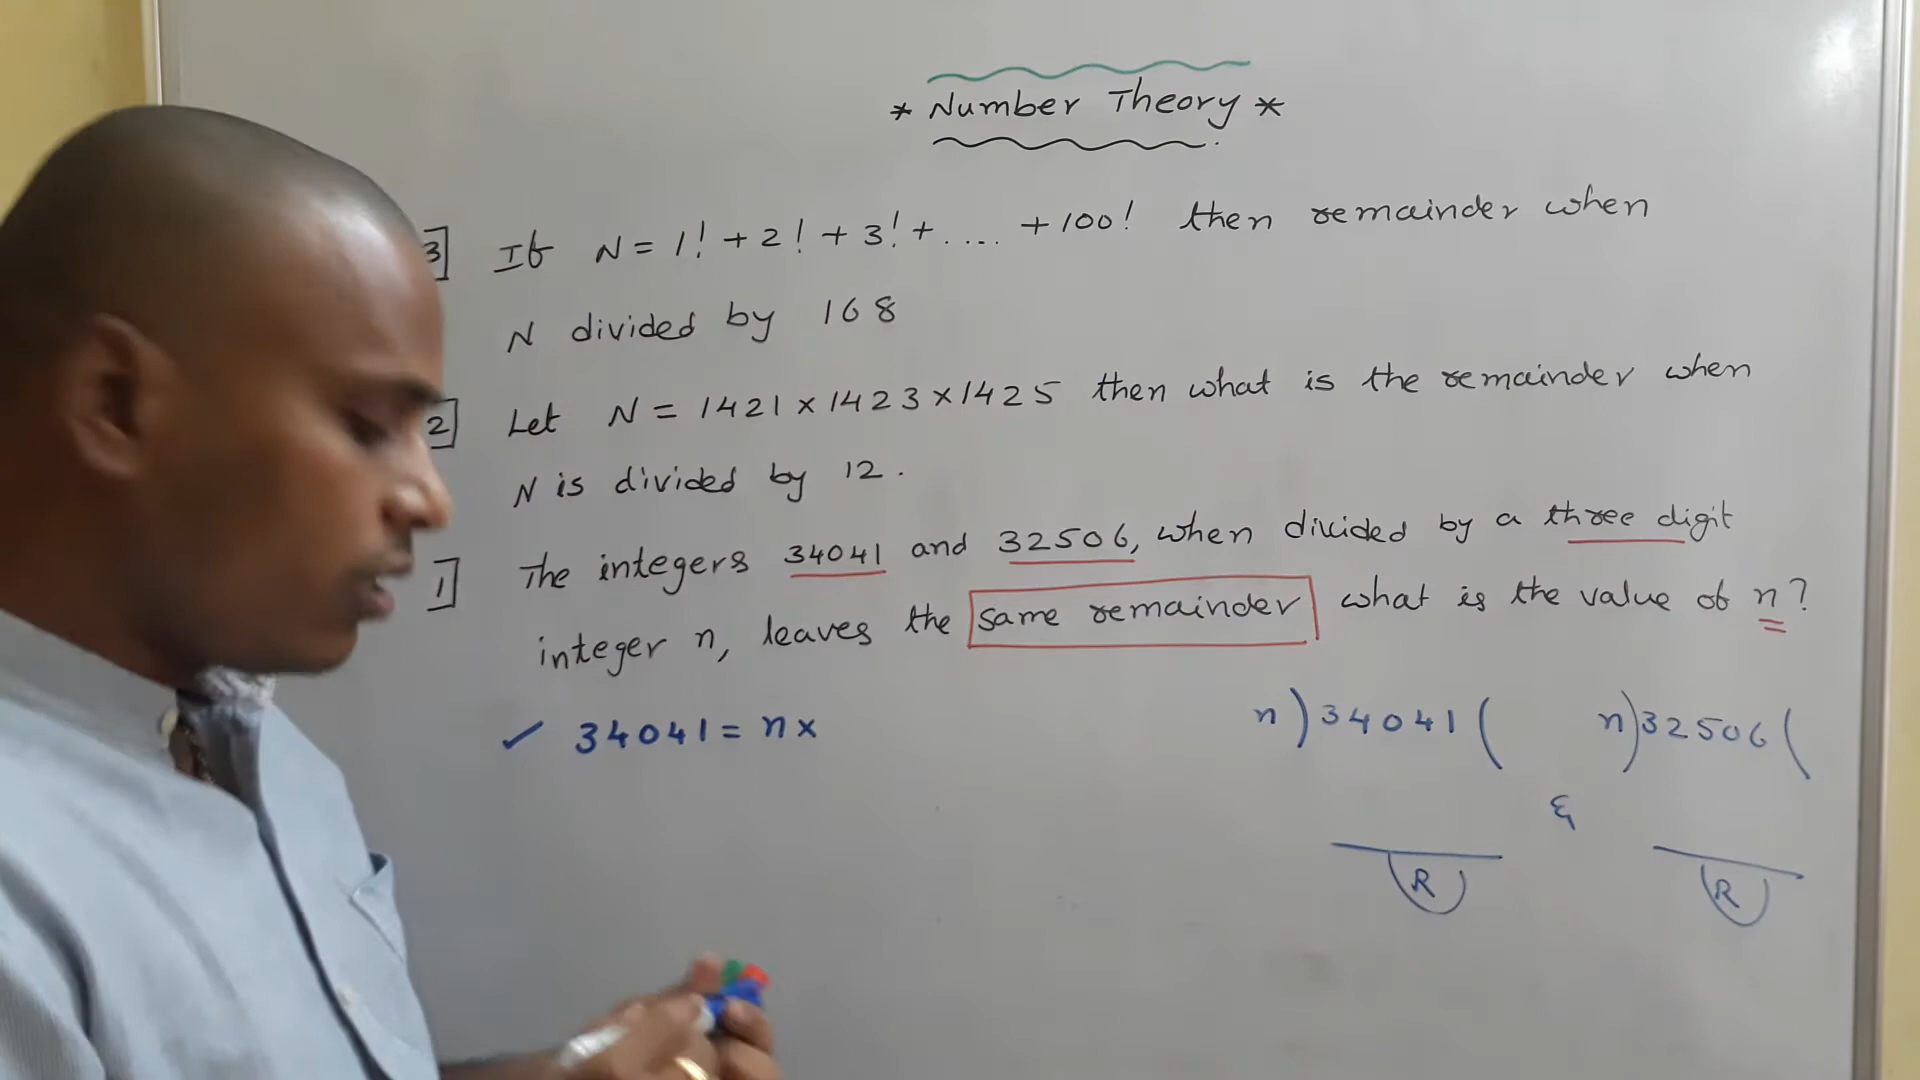 * Number Theory *
3] If N = 1! + 2! + 3! + .... + 100! then remainder when
N divided by 168
2] Let N = 1421 x 1423 x 1425 then what is the remainder when
N is divided by 12.
1] The integers 34041 and 32506, when divided by a three digit
integer n, leaves the same remainder what is the value of n?
✓ 34041 = n x
n ) 34041 (
R
&
n ) 32506 (
R